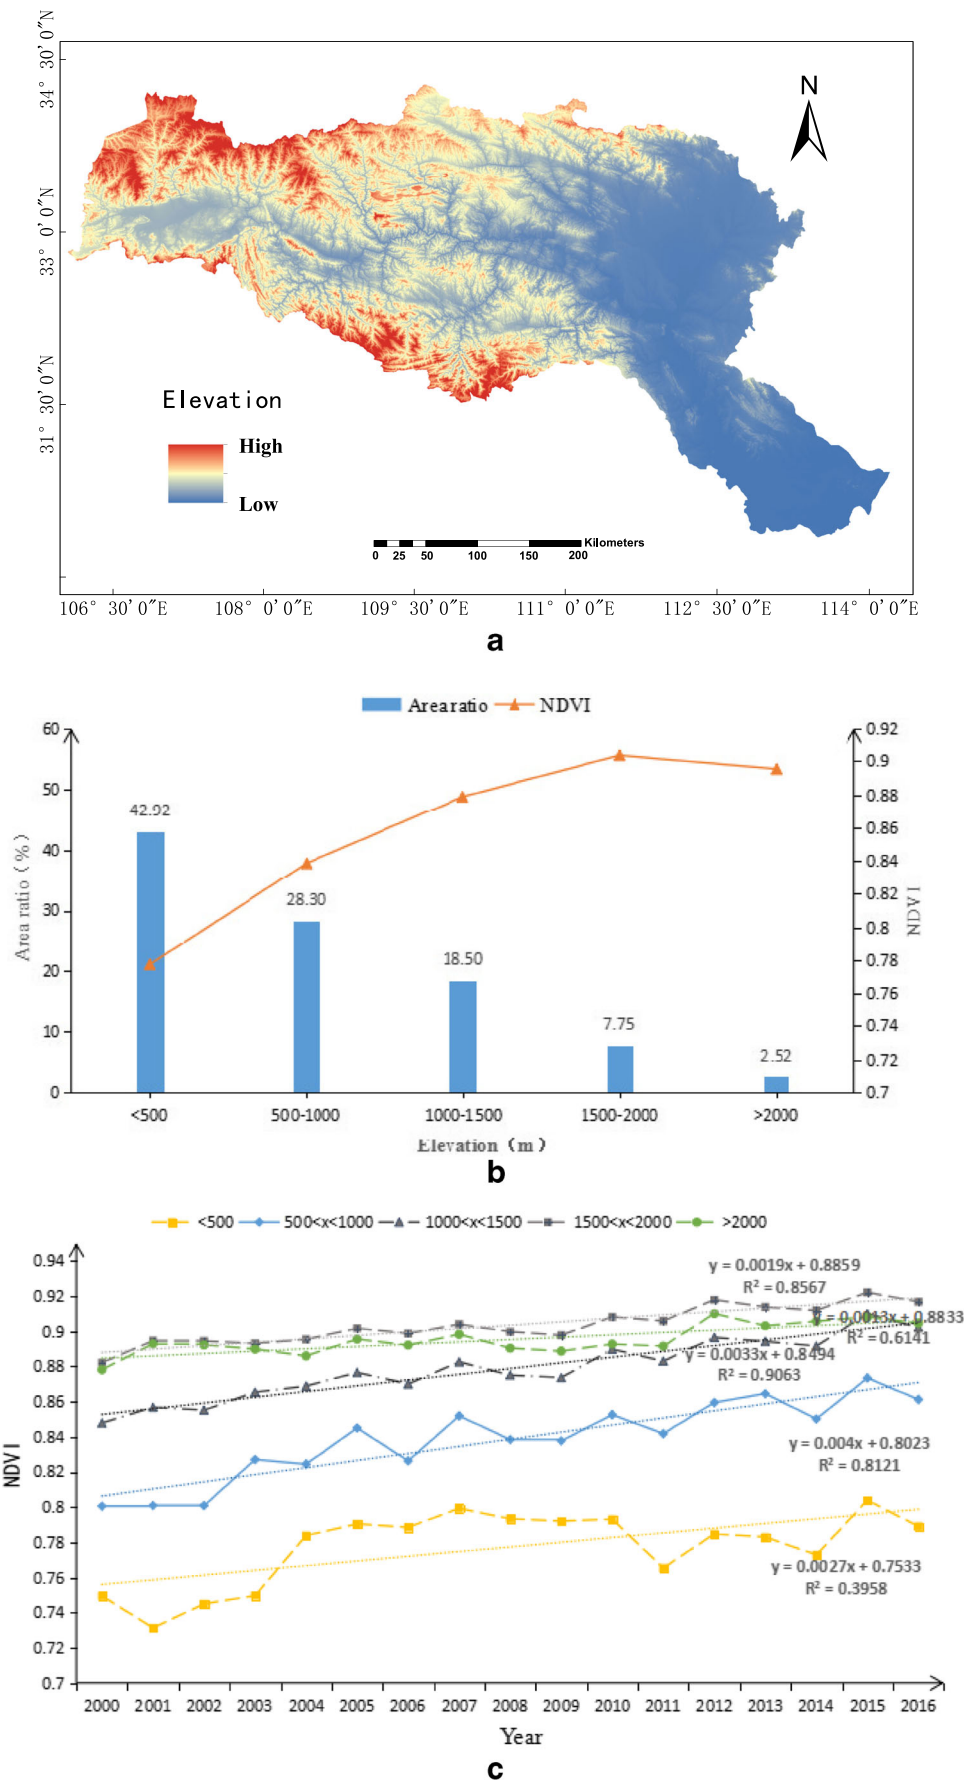 34° 30′0″N
33° 0′0″N
31° 30′0″N
N
Elevation
High
Low
Kilometers
0 25 50 100 150 200
106° 30′0″E 108° 0′0″E 109° 30′0″E 111° 0′0″E 112° 30′0″E 114° 0′0″E
a
Area ratio NDVI
Area ratio (%)
60
50
40
30
20
10
0
42.92
28.30
18.50
7.75
2.52
0.92
0.9
0.88
0.86
0.84
0.82
0.8
0.78
0.76
0.74
0.72
0.7
NDVI
<500 500-1000 1000-1500 1500-2000 >2000
Elevation (m)
b
<500 500<x<1000 1000<x<1500 1500<x<2000 >2000
NDVI
0.94
0.92
0.9
0.88
0.86
0.84
0.82
0.8
0.78
0.76
0.74
0.72
0.7
y = 0.0019x + 0.8859
R² = 0.8567
y = 0.0013x + 0.8833
R² = 0.6141
y = 0.0033x + 0.8494
R² = 0.9063
y = 0.004x + 0.8023
R² = 0.8121
y = 0.0027x + 0.7533
R² = 0.3958
2000 2001 2002 2003 2004 2005 2006 2007 2008 2009 2010 2011 2012 2013 2014 2015 2016
Year
c